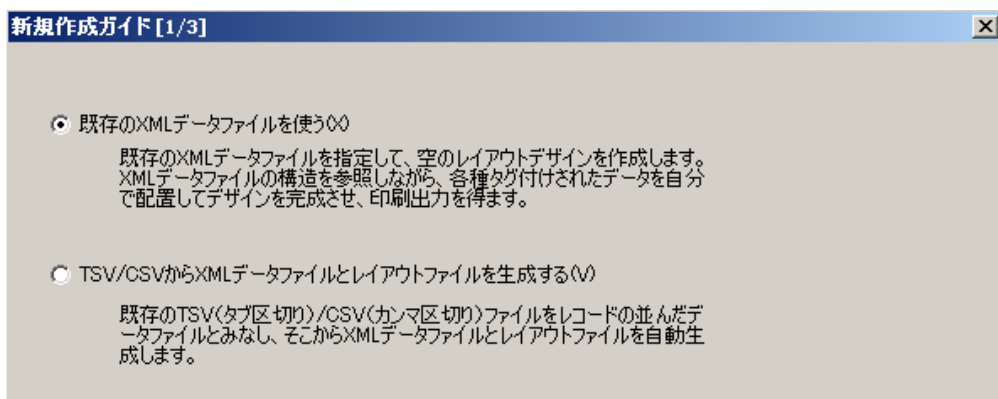 新規作成ガイド[1/3]
既存のXMLデータファイルを使う(X)
既存のXMLデータファイルを指定して、空のレイアウトデザインを作成します。
XMLデータファイルの構造を参照しながら、各種タグ付けされたデータを自分
で配置してデザインを完成させ、印刷出力を得ます。
TSV/CSVからXMLデータファイルとレイアウトファイルを生成する(V)
既存のTSV(タブ区切り)/CSV(カンマ区切り)ファイルをレコードの並んだデ
ータファイルとみなし、そこからXMLデータファイルとレイアウトファイルを自動生
成します。